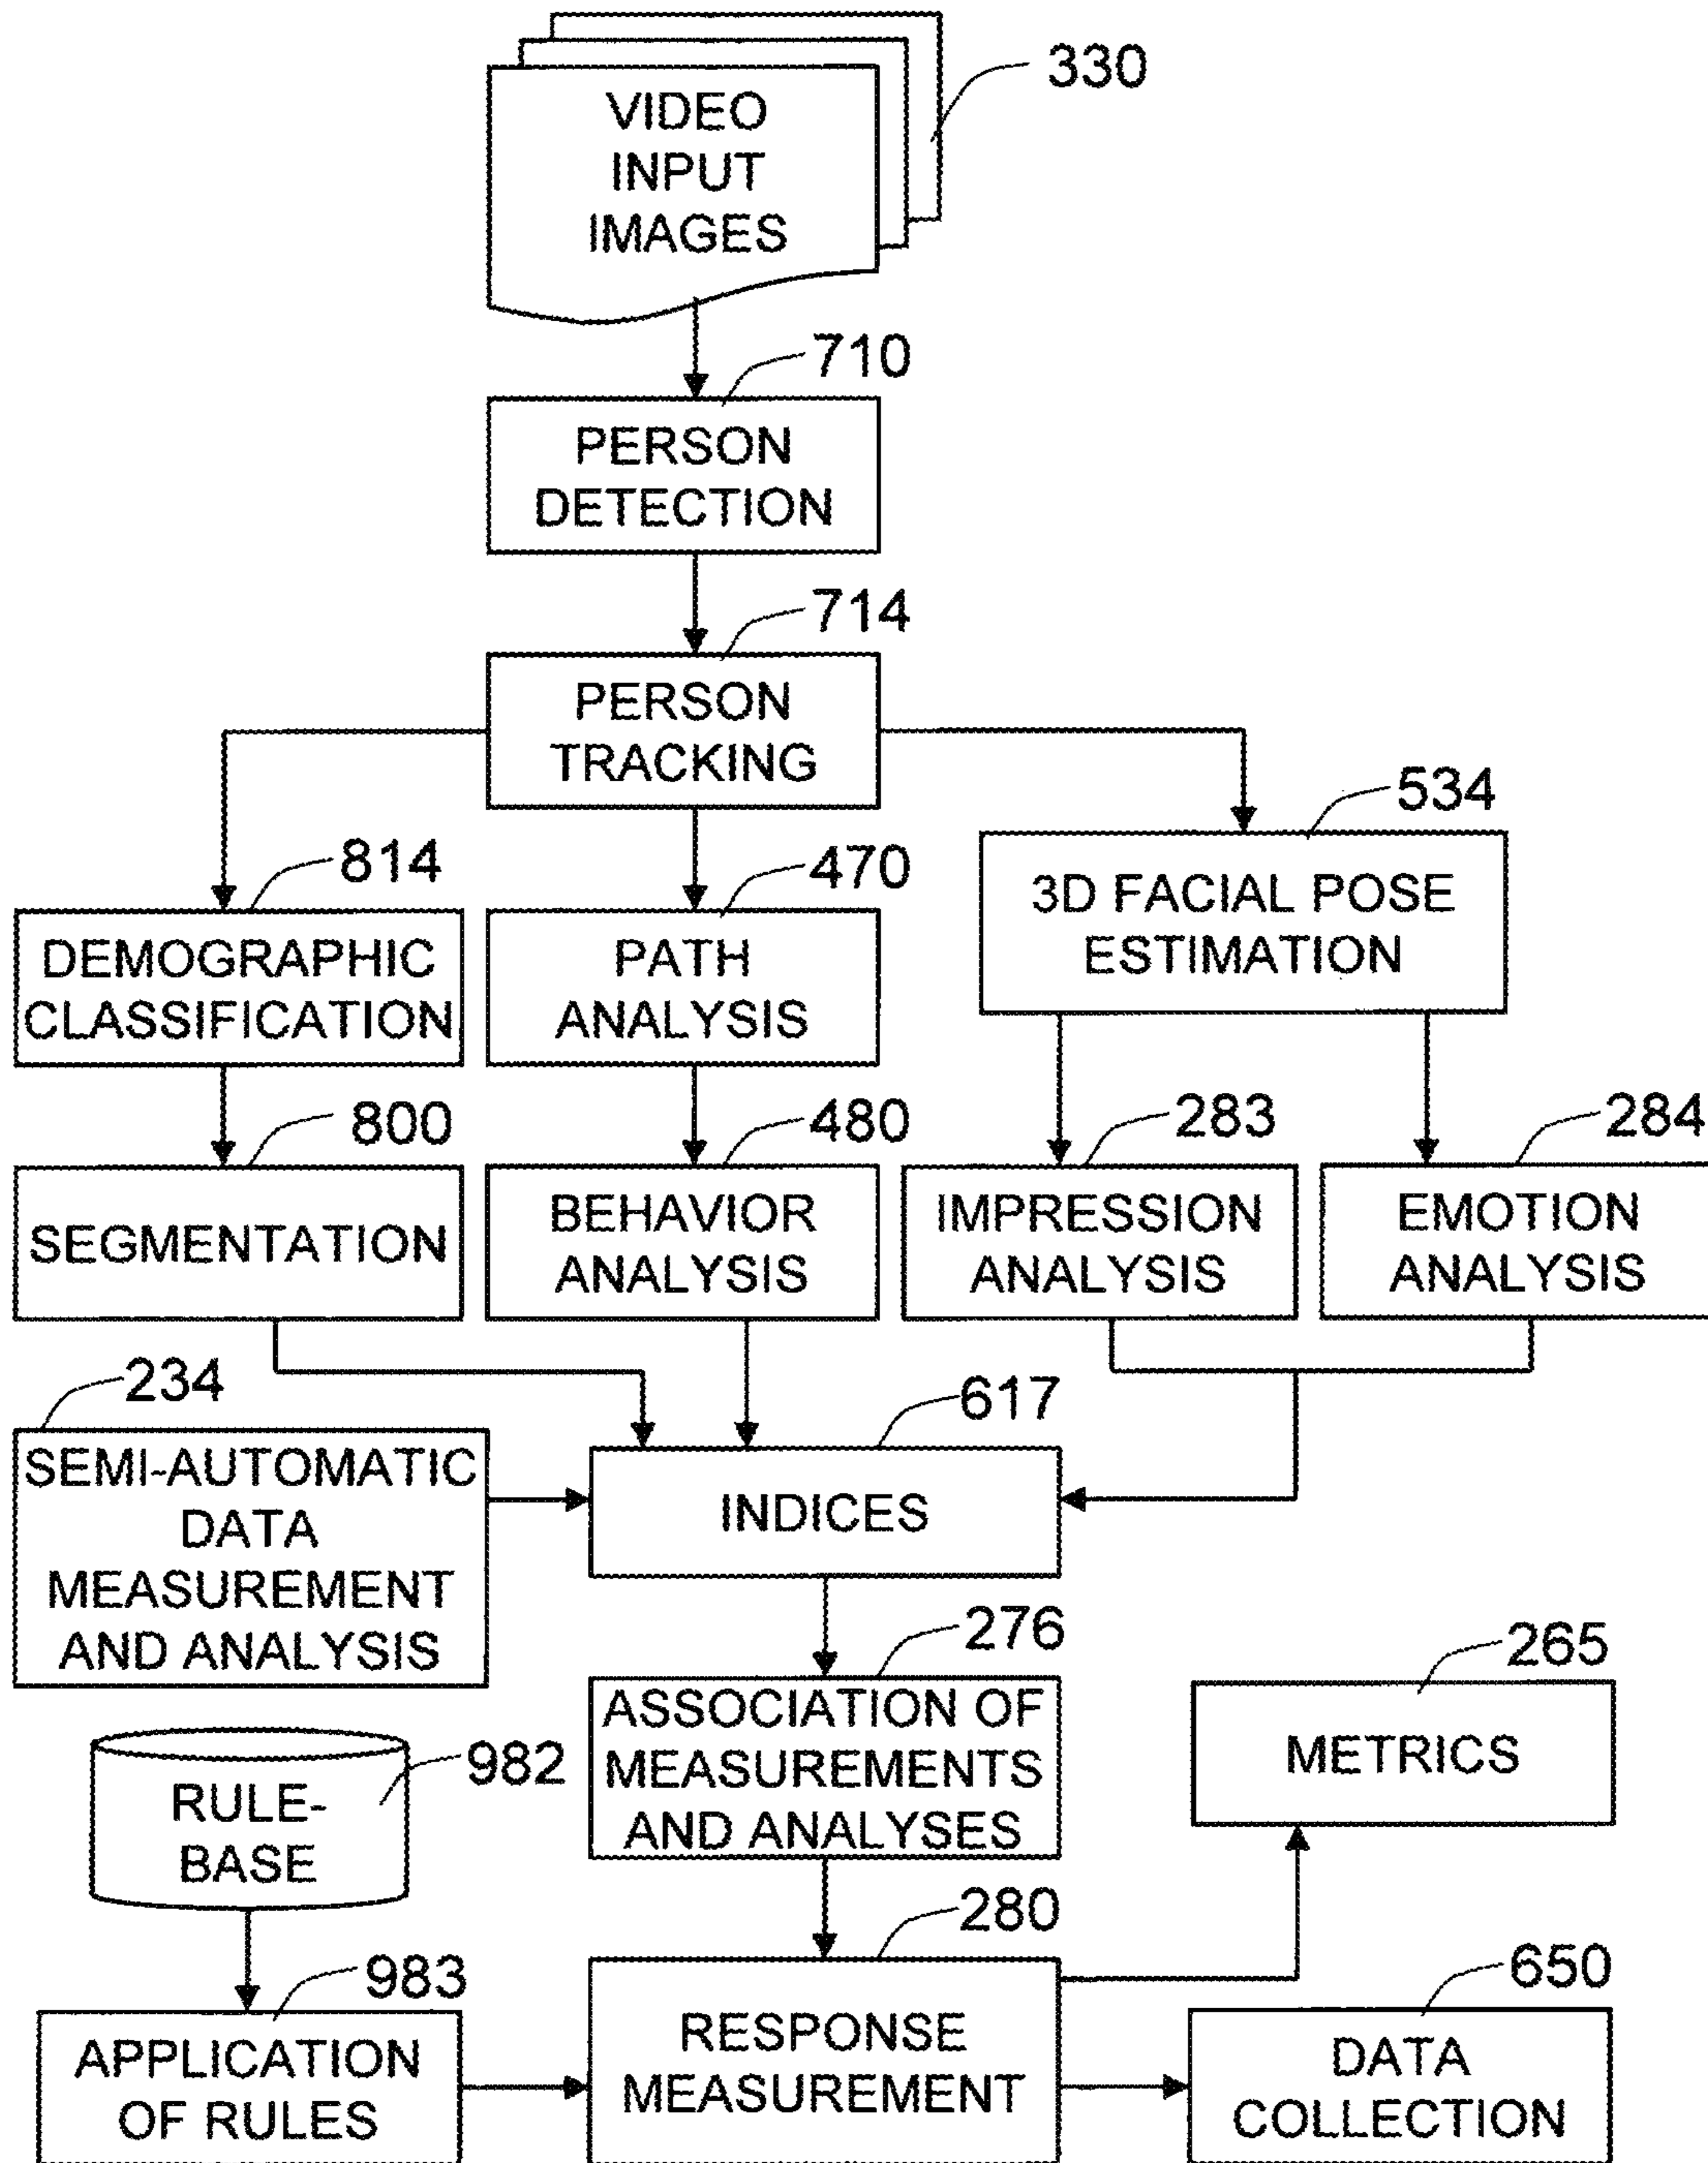 330
VIDEO
INPUT
IMAGES
710
PERSON
DETECTION
714
PERSON
TRACKING
534
3D FACIAL POSE
ESTIMATION
814
DEMOGRAPHIC
CLASSIFICATION
470
PATH
ANALYSIS
800
SEGMENTATION
480
BEHAVIOR
ANALYSIS
283
IMPRESSION
ANALYSIS
284
EMOTION
ANALYSIS
234
SEMI-AUTOMATIC
DATA
MEASUREMENT
AND ANALYSIS
617
INDICES
276
ASSOCIATION OF
MEASUREMENTS
AND ANALYSES
265
METRICS
982
RULE-
BASE
983
APPLICATION
OF RULES
280
RESPONSE
MEASUREMENT
650
DATA
COLLECTION